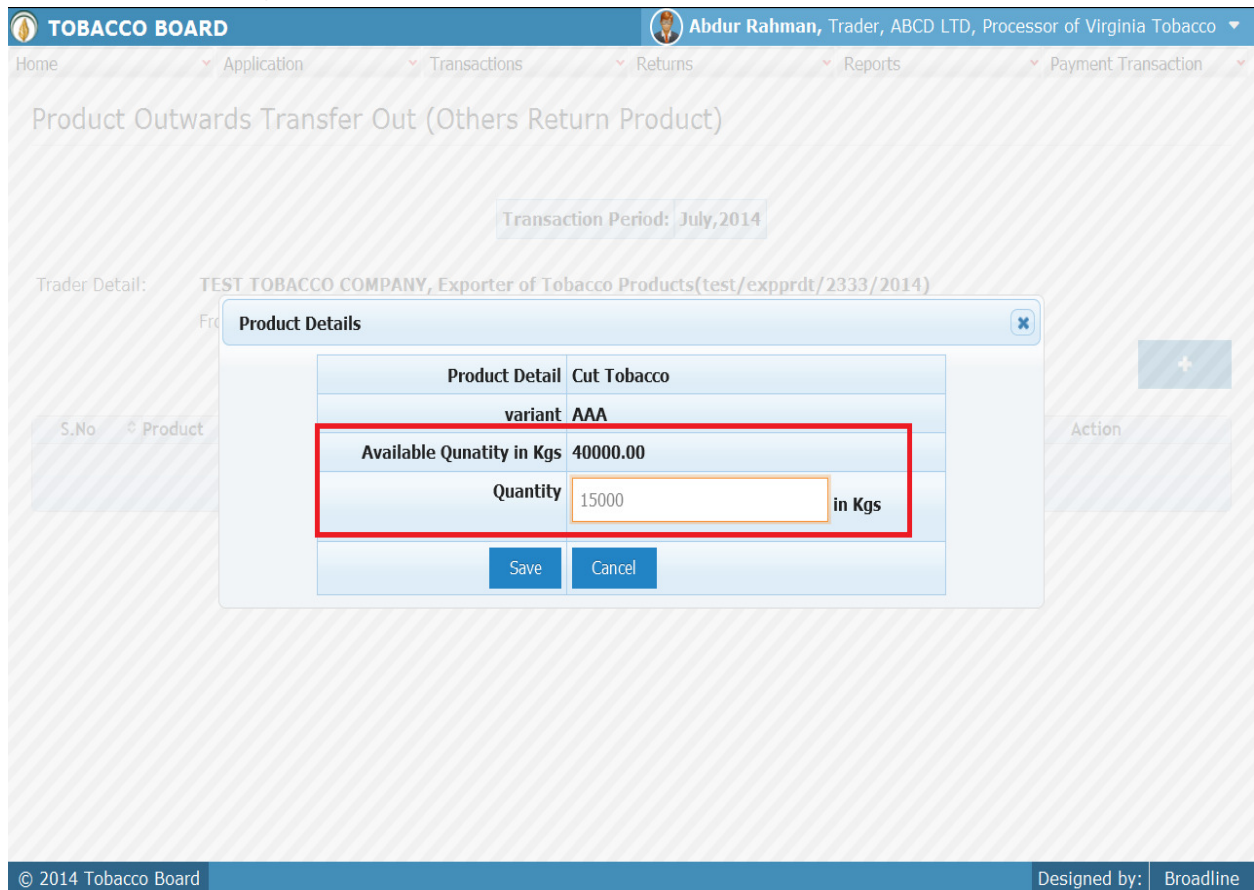 TOBACCO BOARD
Abdur Rahman, Trader, ABCD LTD, Processor of Virginia Tobacco
Home Application Transactions Returns Reports Payment Transaction
Product Outwards Transfer Out (Others Return Product)
Transaction Period: July,2014
Trader Detail: TEST TOBACCO COMPANY, Exporter of Tobacco Products(test/expprdt/2333/2014)
Product Details
Product Detail Cut Tobacco
variant AAA
S.No Product Action
Available Qunatity in Kgs 40000.00
Quantity 15000 in Kgs
Save Cancel
© 2014 Tobacco Board Designed by: Broadline